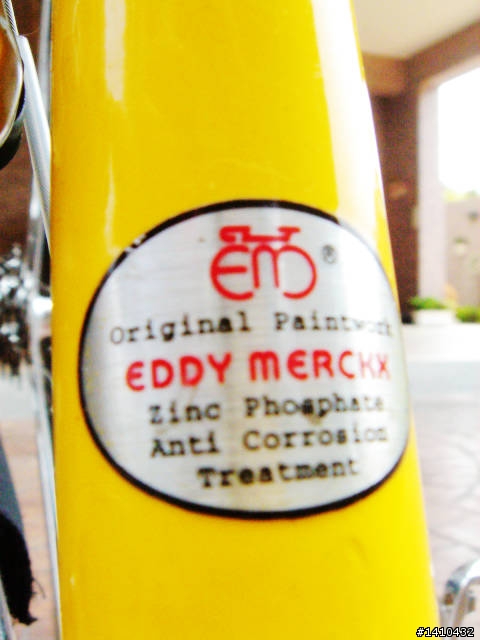 EM®
Original Paintwork
EDDY MERCKX
Zinc Phosphate
Anti Corrosion
Treatment
#1410432